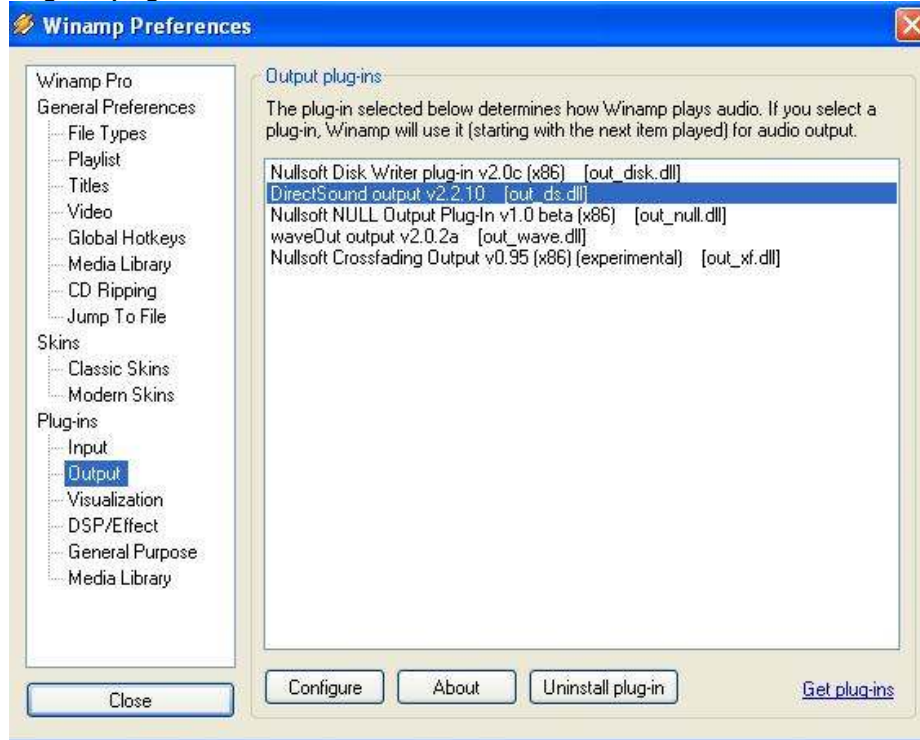 Winamp Preferences
Winamp Pro
General Preferences
File Types
Playlist
Titles
Video
Global Hotkeys
Media Library
CD Ripping
Jump To File
Skins
Classic Skins
Modern Skins
Plug-ins
Input
Output
Visualization
DSP/Effect
General Purpose
Media Library
Close
Output plug-ins
The plug-in selected below determines how Winamp plays audio. If you select a
plug-in, Winamp will use it (starting with the next item played) for audio output.
Nullsoft Disk Writer plug-in v2.0c (x86) [out_disk.dll]
DirectSound output v2.2.10 [out_ds.dll]
Nullsoft NULL Output Plug-In v1.0 beta (x86) [out_null.dll]
waveOut output v2.0.2a [out_wave.dll]
Nullsoft Crossfading Output v0.95 (x86) (experimental) [out_xf.dll]
Configure
About
Uninstall plug-in
Get plug-ins